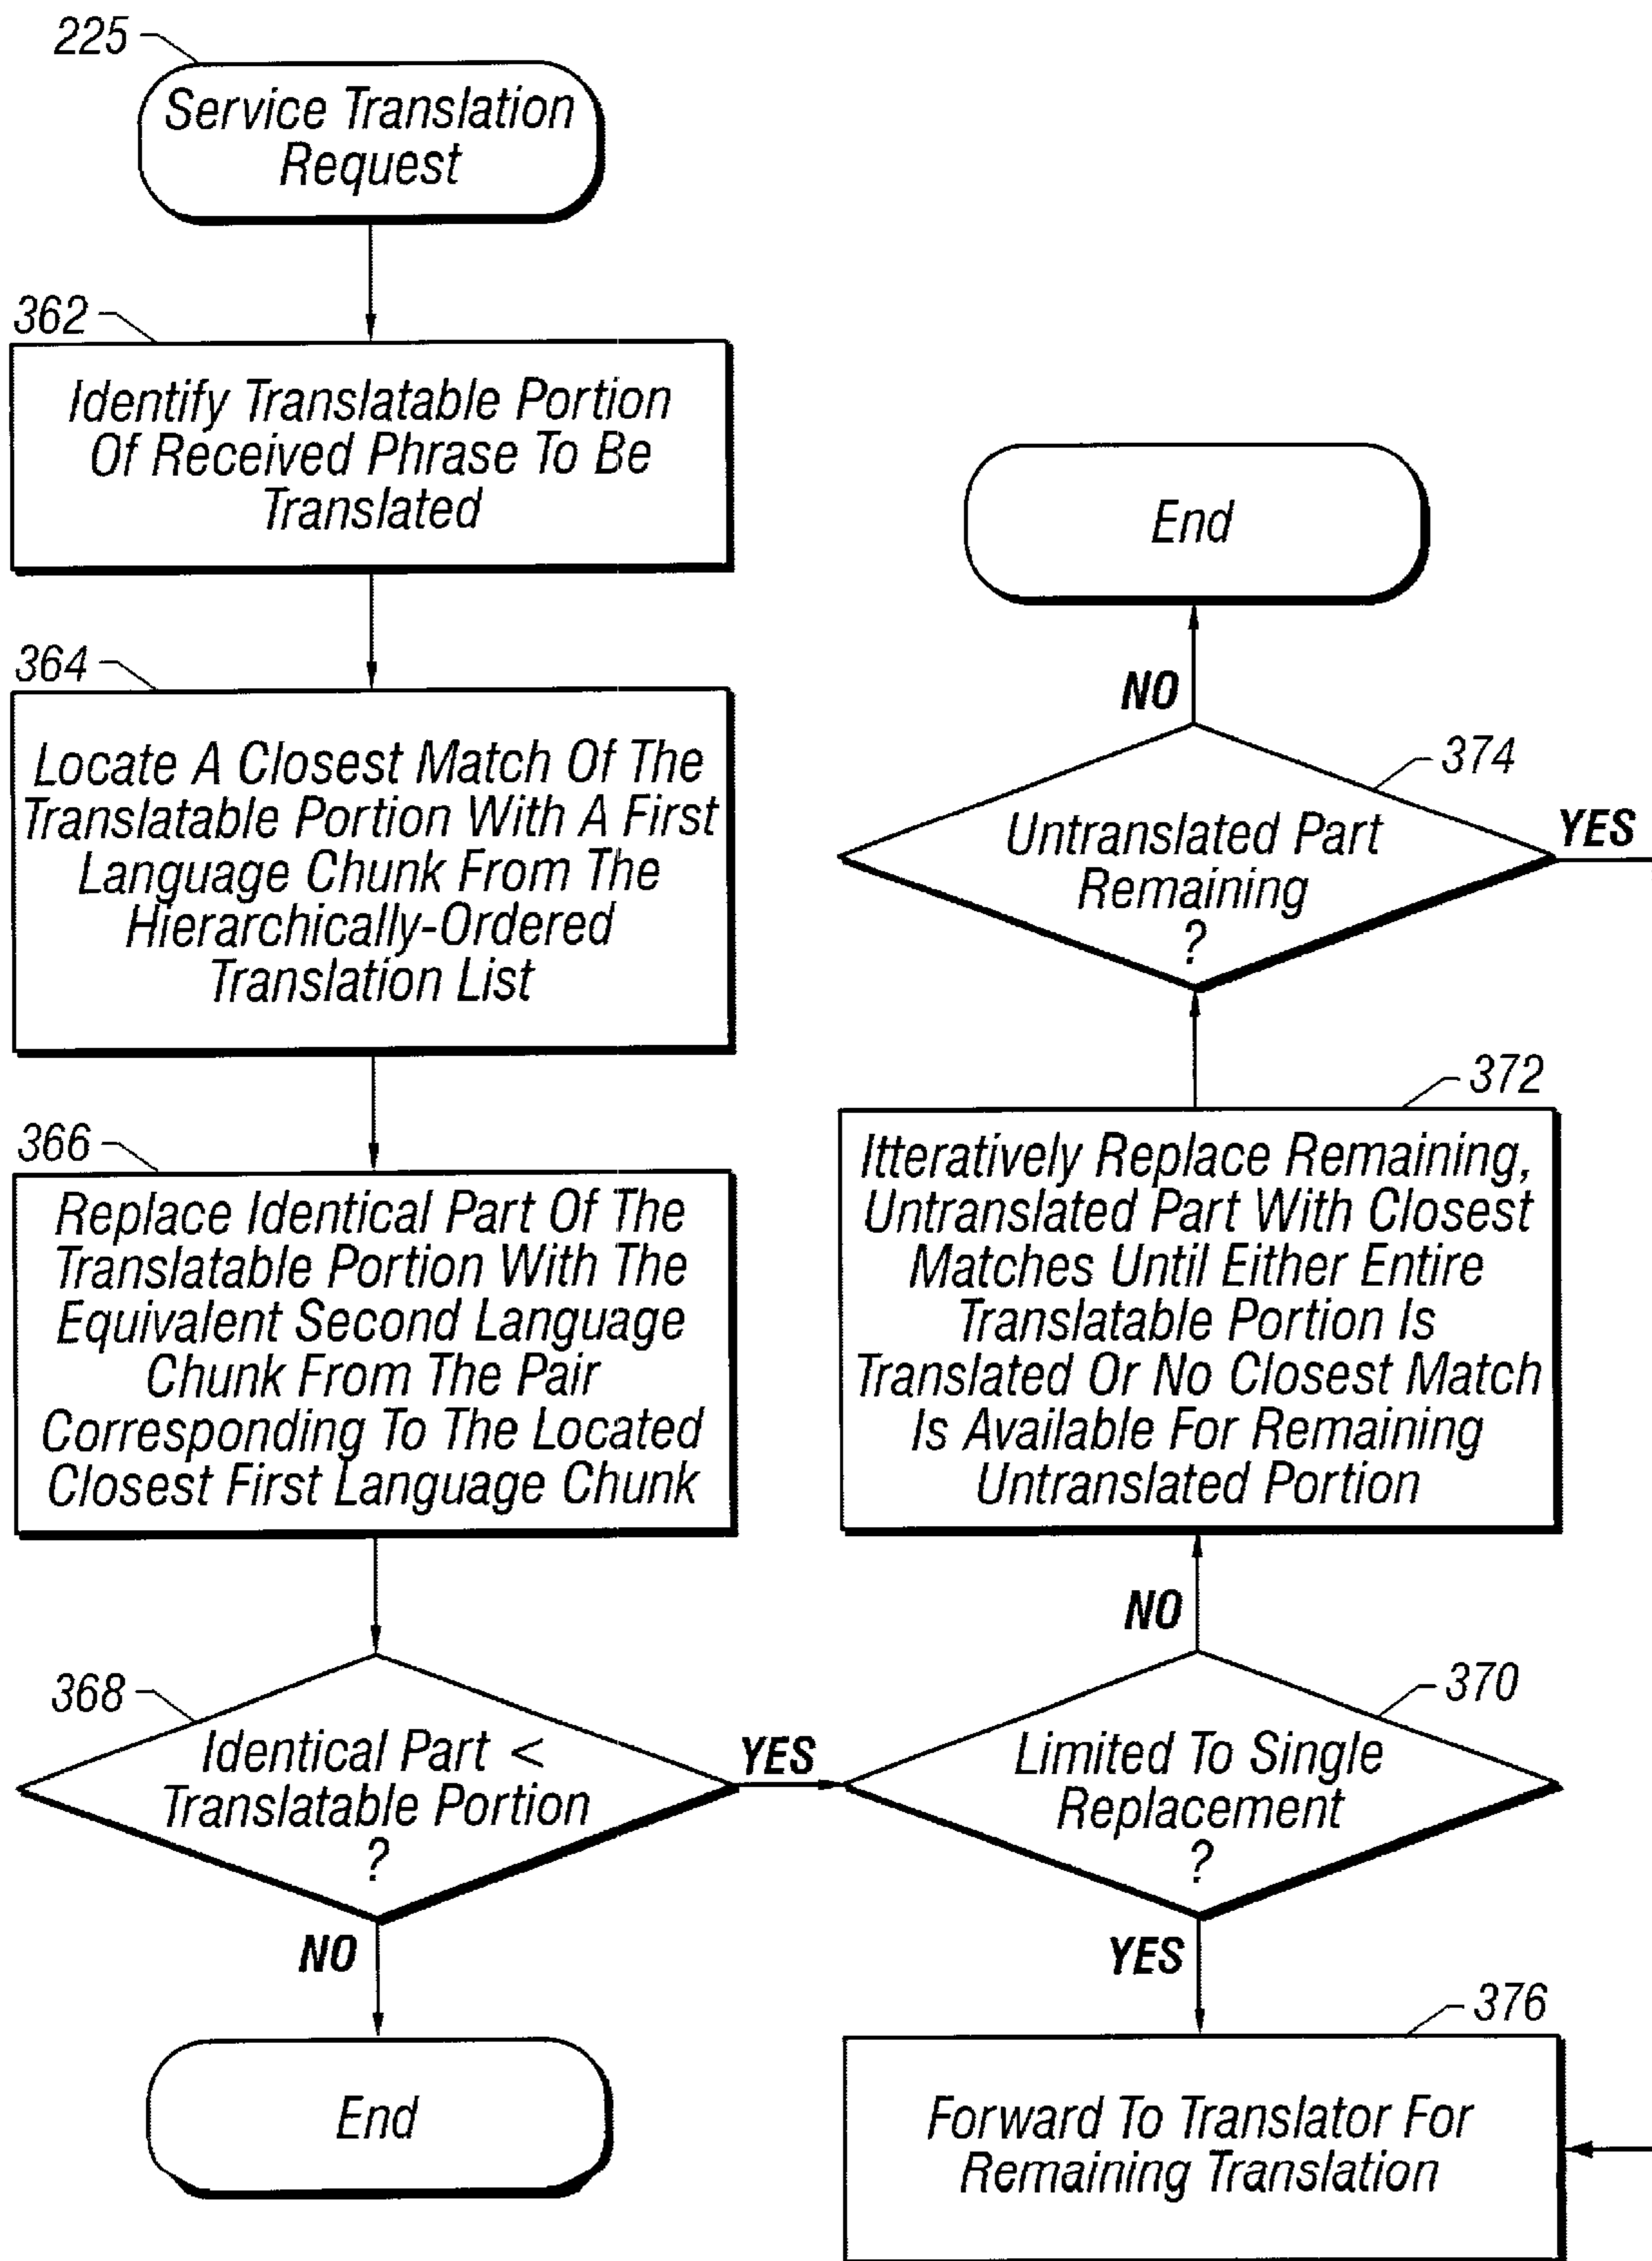 225
Service Translation
Request
362
Identify Translatable Portion
Of Received Phrase To Be
Translated
364
Locate A Closest Match Of The
Translatable Portion With A First
Language Chunk From The
Hierarchically-Ordered
Translation List
366
Replace Identical Part Of The
Translatable Portion With The
Equivalent Second Language
Chunk From The Pair
Corresponding To The Located
Closest First Language Chunk
368
Identical Part <
Translatable Portion
?
YES
NO
End
370
Limited To Single
Replacement
?
NO
YES
372
Itteratively Replace Remaining,
Untranslated Part With Closest
Matches Until Either Entire
Translatable Portion Is
Translated Or No Closest Match
Is Available For Remaining
Untranslated Portion
374
Untranslated Part
Remaining
?
YES
NO
End
376
Forward To Translator For
Remaining Translation